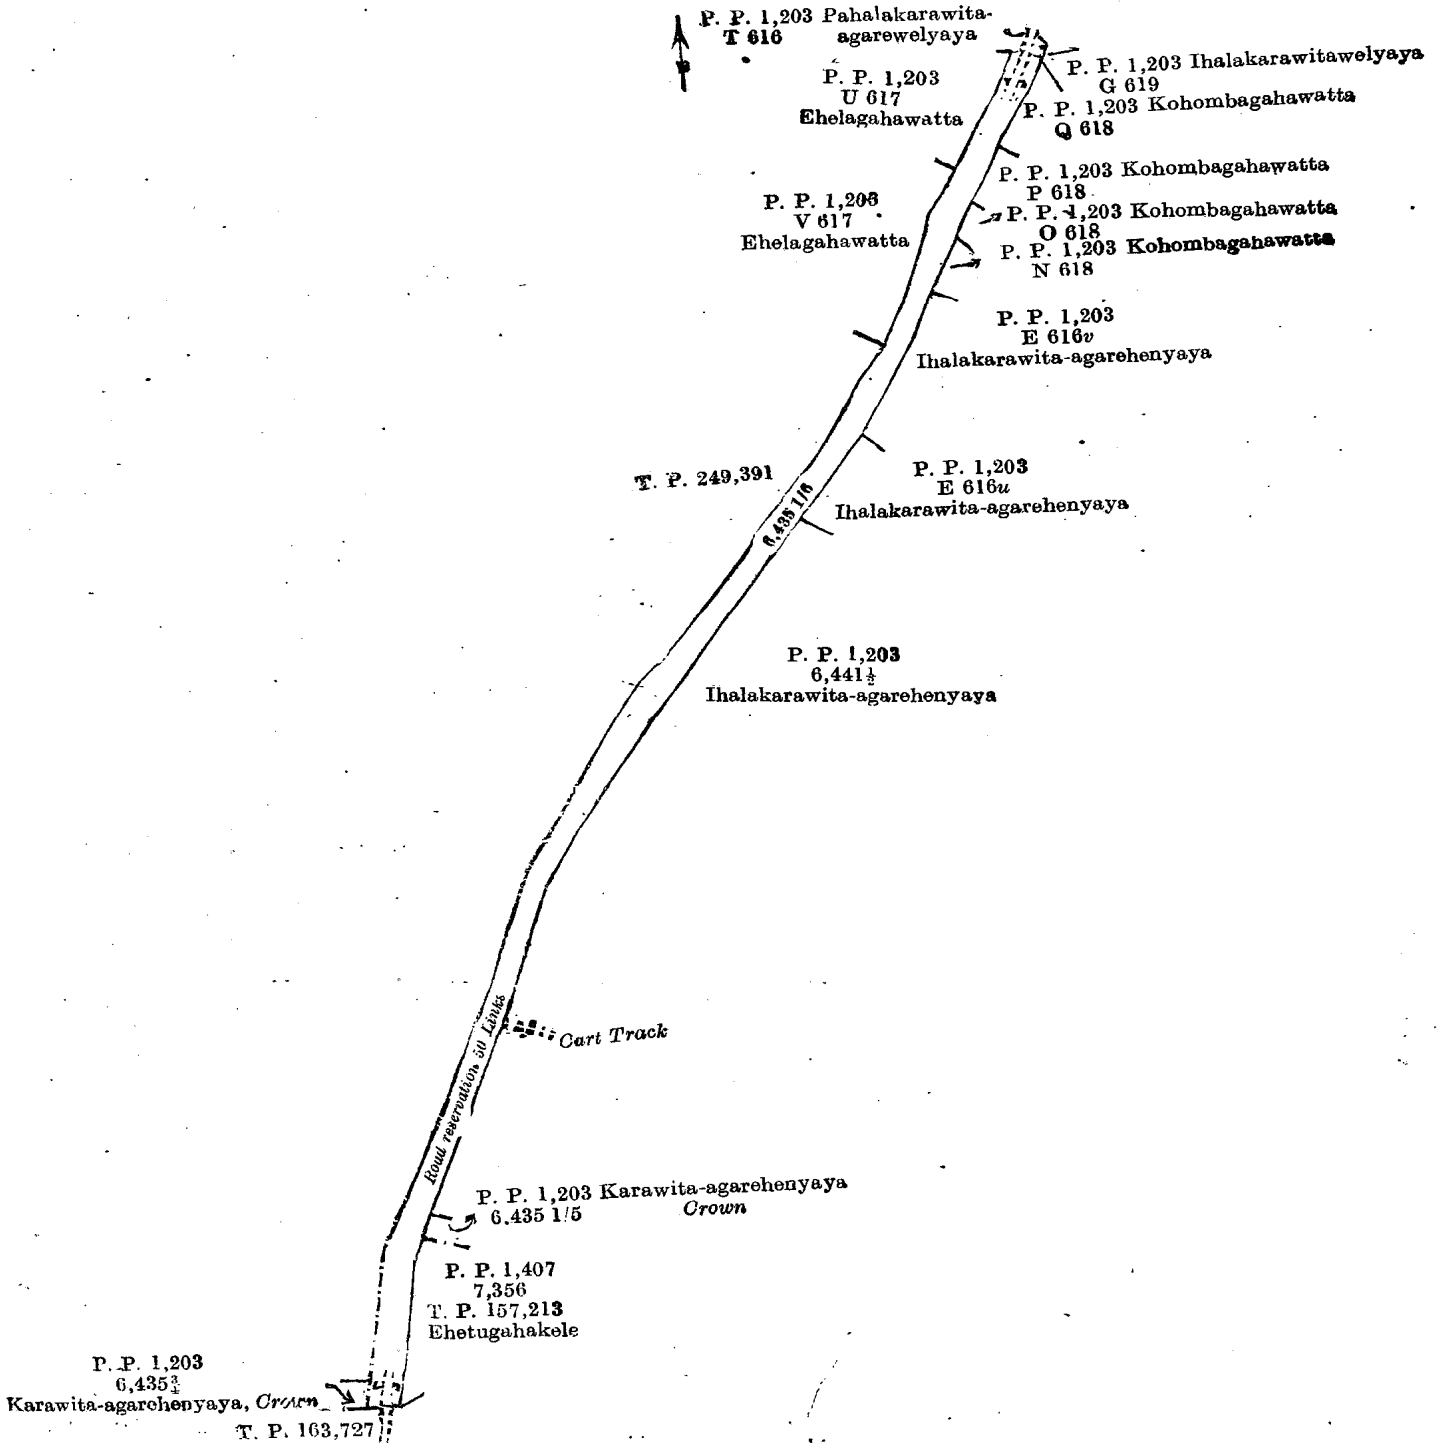 P. P. 1,203 Pahalakarawita-
T 616 agarewelyaya
P. P. 1,203 Ihalakarawitawelyaya
G 619
P. P. 1,203
U 617
Ehelagahawatta
P. P. 1,203 Kohombagahawatta
Q 618
P. P. 1,203 Kohombagahawatta
P 618
P. P. 1,203
V 617
Ehelagahawatta
P. P. 1,203 Kohombagahawatta
O 618
P. P. 1,203 Kohombagahawatta
N 618
P. P. 1,203
E 616v
Ihalakarawita-agarehenyaya
T. P. 249,391
P. P. 1,203
E 616u
Ihalakarawita-agarehenyaya
6,435 1/6
P. P. 1,203
6,441½
Ihalakarawita-agarehenyaya
Road reservation 50 Links
Cart Track
P. P. 1,203 Karawita-agarehenyaya
6.435 1/5 Crown
P. P. 1,407
7,356
T. P. 157,213
Ehetugahakele
P. P. 1,203
6,435¾
Karawita-agarehenyaya, Crown
T. P. 163,727